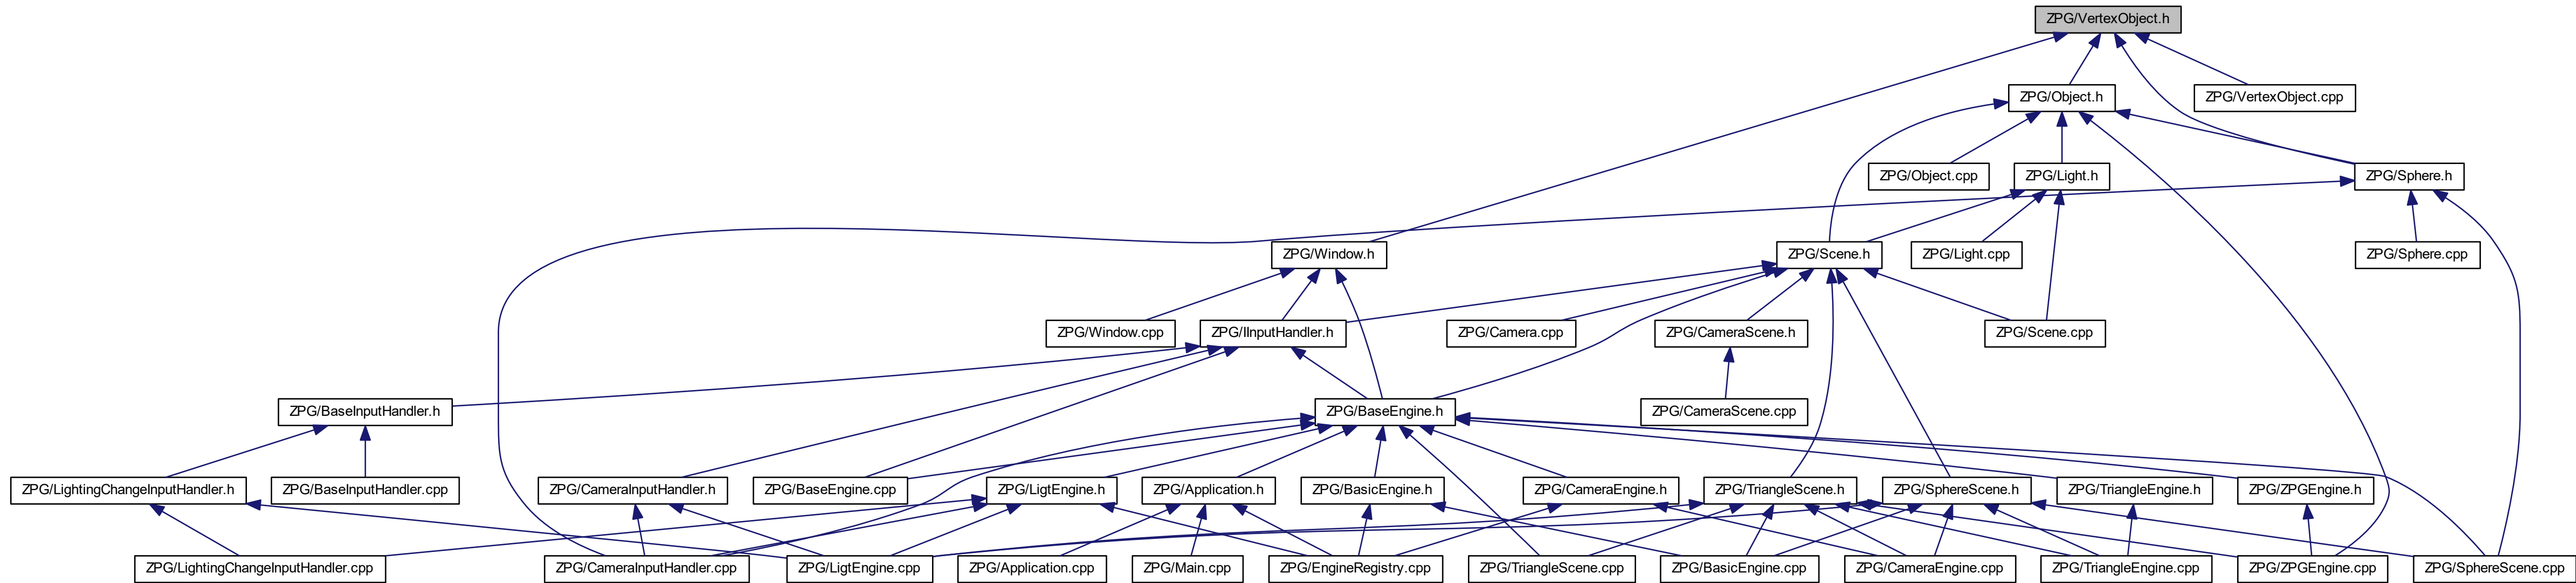 ZPG/VertexObject.h
ZPG/Object.h
ZPG/VertexObject.cpp
ZPG/Object.cpp
ZPG/Light.h
ZPG/Sphere.h
ZPG/Window.h
ZPG/Scene.h
ZPG/Light.cpp
ZPG/Sphere.cpp
ZPG/Window.cpp
ZPG/IInputHandler.h
ZPG/Camera.cpp
ZPG/CameraScene.h
ZPG/Scene.cpp
ZPG/BaseInputHandler.h
ZPG/BaseEngine.h
ZPG/CameraScene.cpp
ZPG/LightingChangeInputHandler.h
ZPG/BaseInputHandler.cpp
ZPG/CameraInputHandler.h
ZPG/BaseEngine.cpp
ZPG/LigtEngine.h
ZPG/Application.h
ZPG/BasicEngine.h
ZPG/CameraEngine.h
ZPG/TriangleScene.h
ZPG/SphereScene.h
ZPG/TriangleEngine.h
ZPG/ZPGEngine.h
ZPG/LightingChangeInputHandler.cpp
ZPG/CameraInputHandler.cpp
ZPG/LigtEngine.cpp
ZPG/Application.cpp
ZPG/Main.cpp
ZPG/EngineRegistry.cpp
ZPG/TriangleScene.cpp
ZPG/BasicEngine.cpp
ZPG/CameraEngine.cpp
ZPG/TriangleEngine.cpp
ZPG/ZPGEngine.cpp
ZPG/SphereScene.cpp